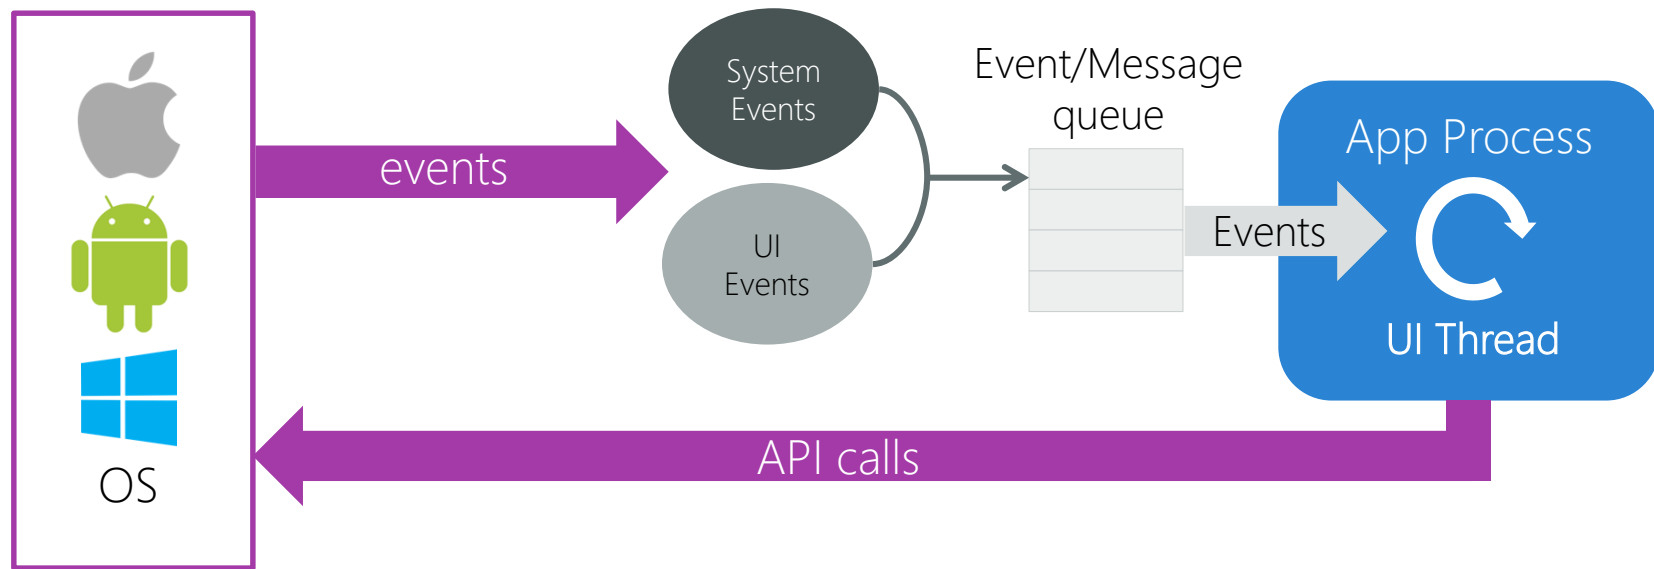 OS
events
System
Events
UI
Events
Event/Message
queue
Events
App Process
UI Thread
API calls